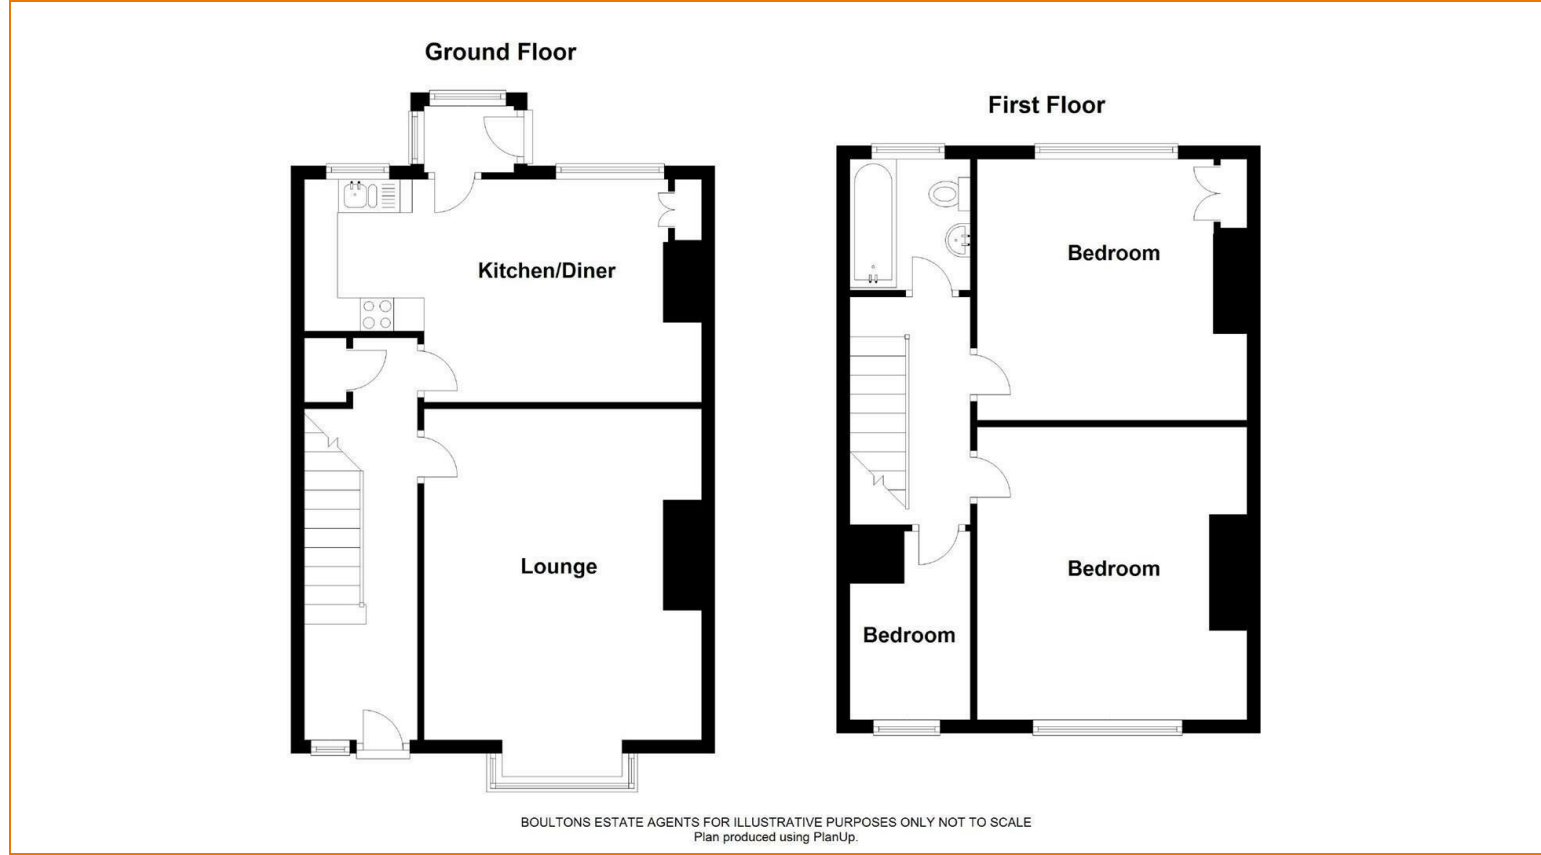 Ground Floor
First Floor
Kitchen/Diner
Bedroom
Lounge
Bedroom
Bedroom
BOULTONS ESTATE AGENTS FOR ILLUSTRATIVE PURPOSES ONLY NOT TO SCALE
Plan produced using PlanUp.